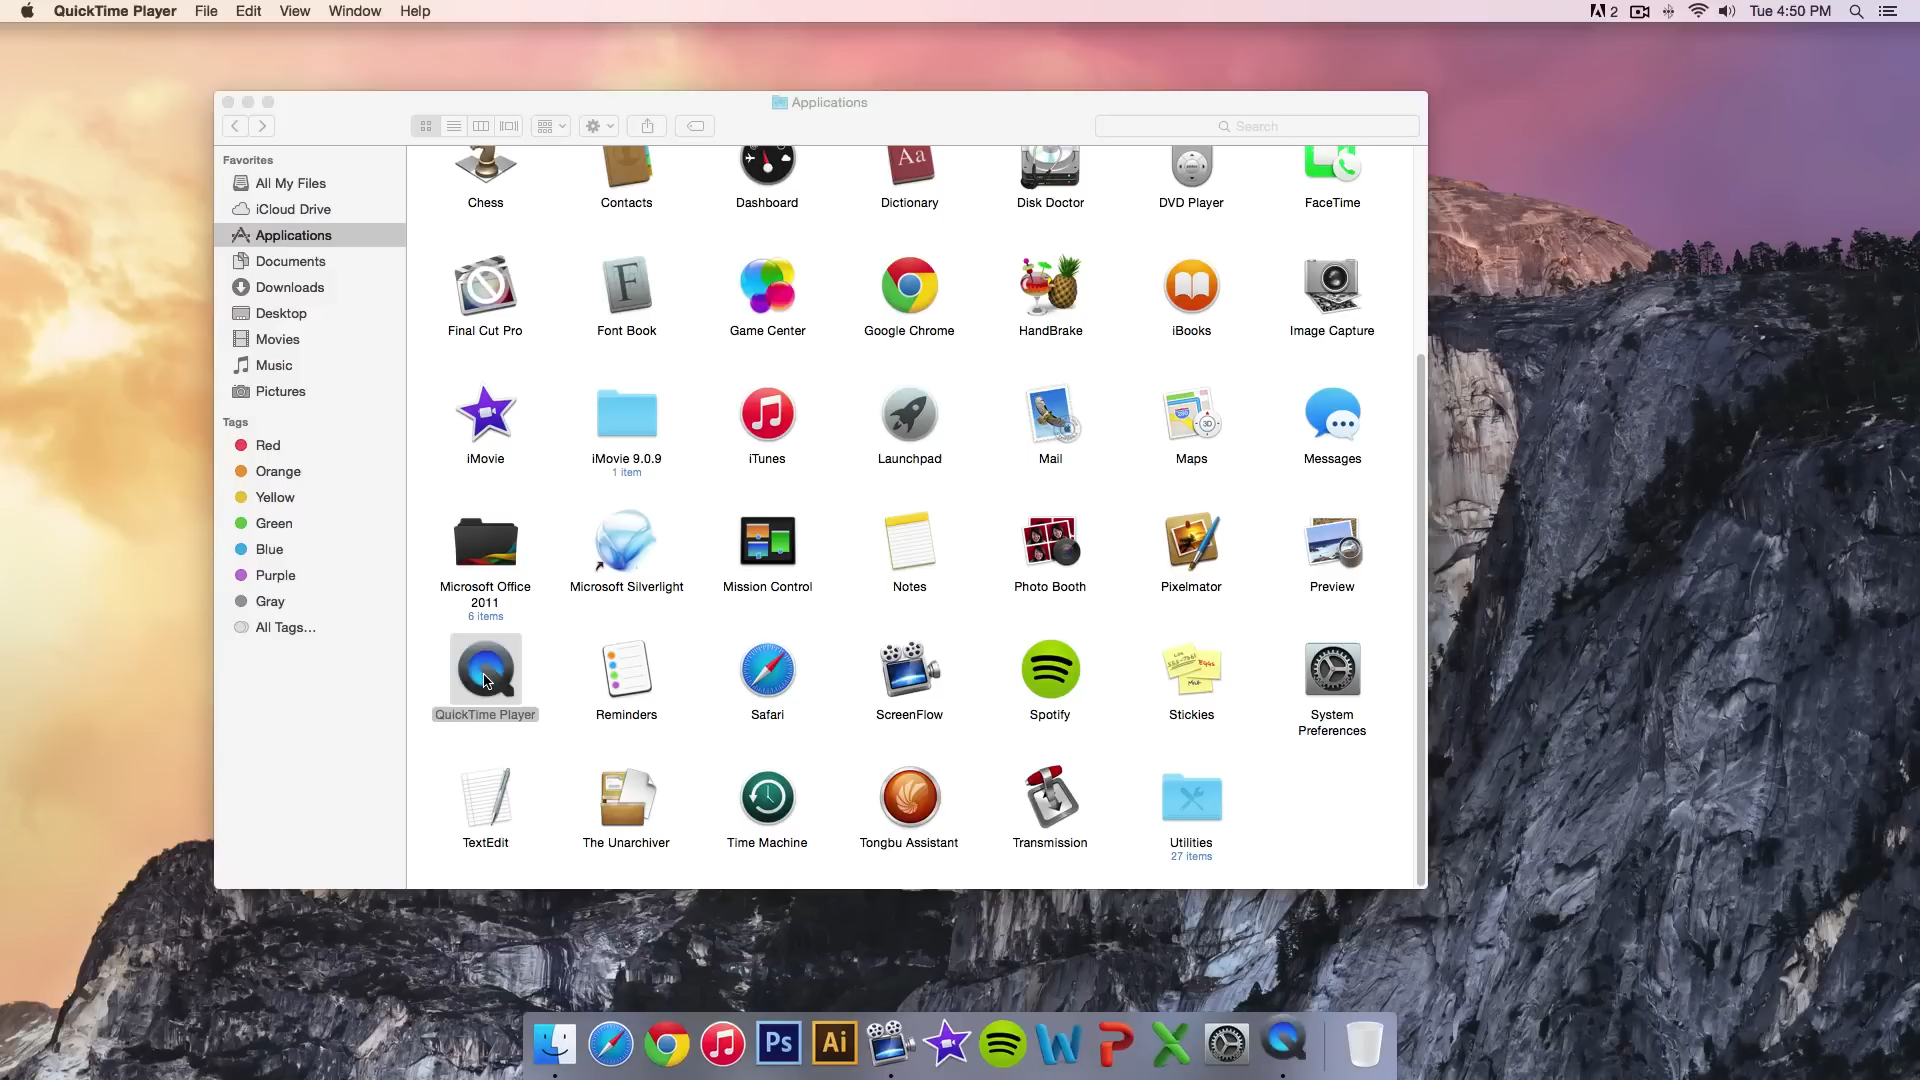 QuickTime Player File Edit View Window Help
2 Tue 4:50 PM
Applications
Search
Favorites
All My Files
iCloud Drive
Applications
Documents
Downloads
Desktop
Movies
Music
Pictures
Tags
Red
Orange
Yellow
Green
Blue
Purple
Gray
All Tags...
Aa
Chess Contacts Dashboard Dictionary Disk Doctor DVD Player FaceTime
F
Final Cut Pro Font Book Game Center Google Chrome HandBrake iBooks Image Capture
280
3D
iMovie iMovie 9.0.9 iTunes Launchpad Mail Maps Messages
1 item
Microsoft Office Microsoft Silverlight Mission Control Notes Photo Booth Pixelmator Preview
2011
6 items
EGGS
Milk
QuickTime Player Reminders Safari ScreenFlow Spotify Stickies System
Preferences
TextEdit The Unarchiver Time Machine Tongbu Assistant Transmission Utilities
27 items
Ps Ai